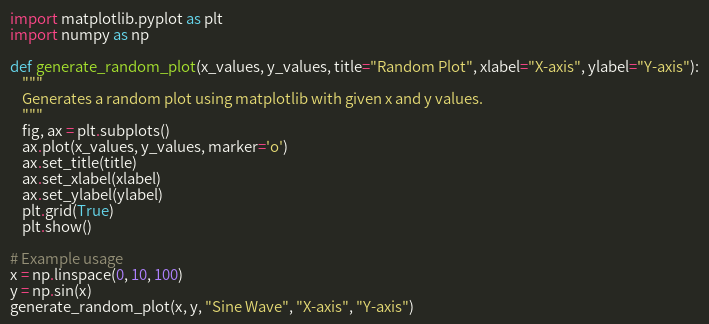 import matplotlib.pyplot as plt
import numpy as np

def generate_random_plot(x_values, y_values, title="Random Plot", xlabel="X-axis", ylabel="Y-axis"):
    """
    Generates a random plot using matplotlib with given x and y values.
    """
    fig, ax = plt.subplots()
    ax.plot(x_values, y_values, marker='o')
    ax.set_title(title)
    ax.set_xlabel(xlabel)
    ax.set_ylabel(ylabel)
    plt.grid(True)
    plt.show()

# Example usage
x = np.linspace(0, 10, 100)
y = np.sin(x)
generate_random_plot(x, y, "Sine Wave", "X-axis", "Y-axis")